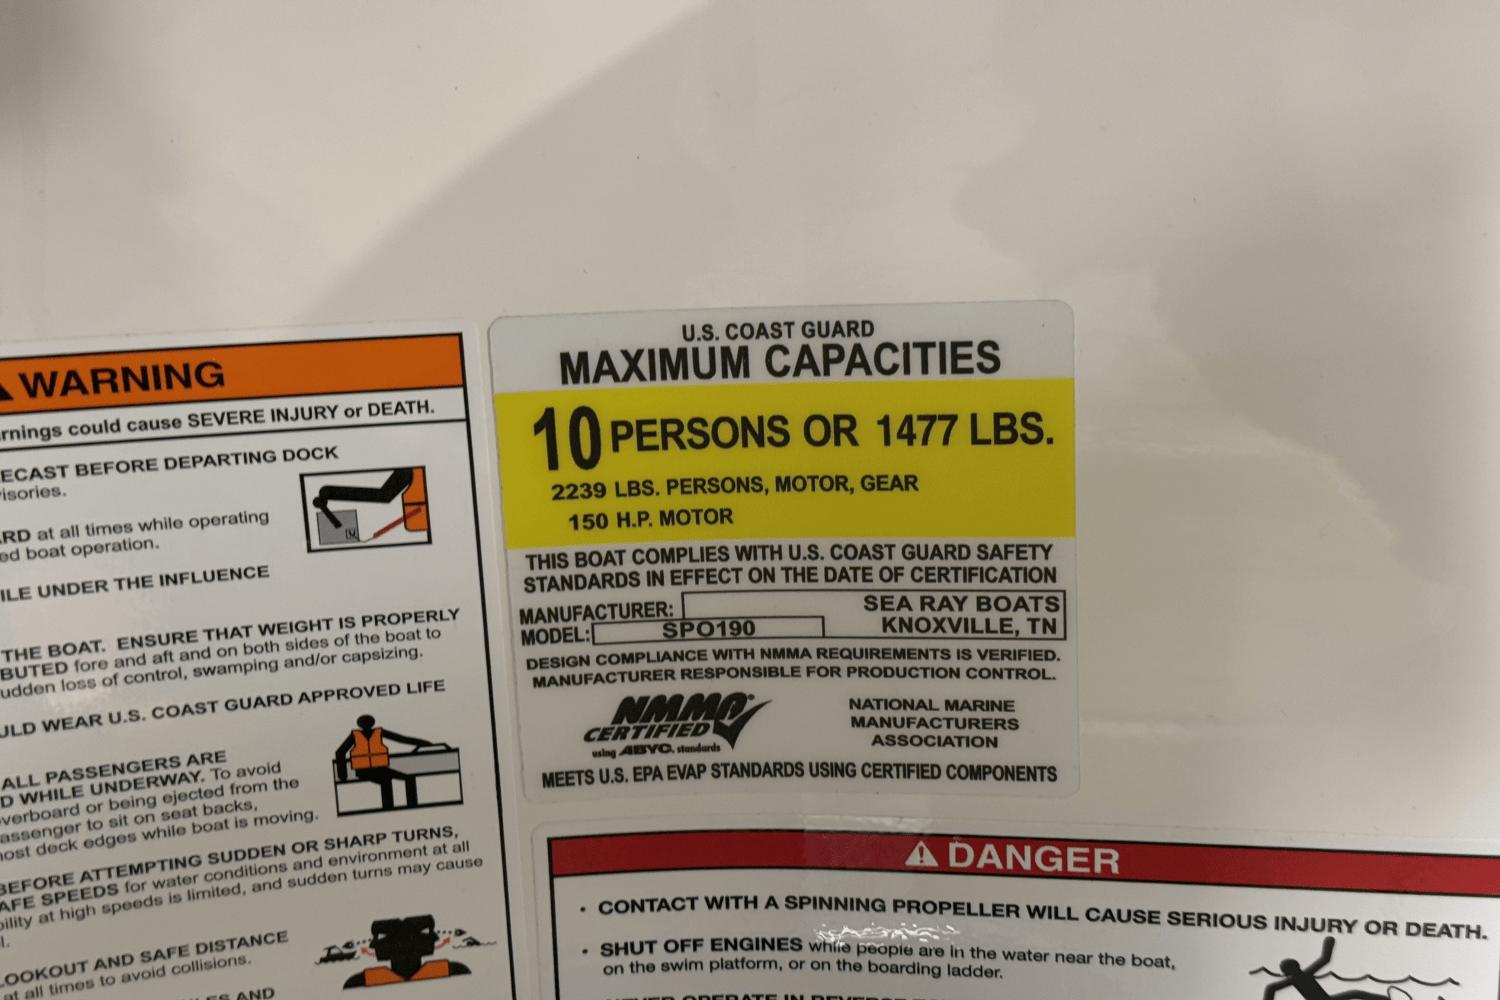 WARNING
rnings could cause SEVERE INJURY or DEATH.
ECAST BEFORE DEPARTING DOCK
isories.
RD at all times while operating
ed boat operation.
ILE UNDER THE INFLUENCE
THE BOAT. ENSURE THAT WEIGHT IS PROPERLY
BUTED fore and aft and on both sides of the boat to
udden loss of control, swamping and/or capsizing.
ULD WEAR U.S. COAST GUARD APPROVED LIFE
ALL PASSENGERS ARE
D WHILE UNDERWAY. To avoid
verboard or being ejected from the
assenger to sit on seat backs,
most deck edges while boat is moving.
BEFORE ATTEMPTING SUDDEN OR SHARP TURNS,
AFE SPEEDS for water conditions and environment at all
bility at high speeds is limited, and sudden turns may cause
l.
LOOKOUT AND SAFE DISTANCE
at all times to avoid collisions.
ES AND
U.S. COAST GUARD
MAXIMUM CAPACITIES
10 PERSONS OR 1477 LBS.
2239 LBS. PERSONS, MOTOR, GEAR
150 H.P. MOTOR
THIS BOAT COMPLIES WITH U.S. COAST GUARD SAFETY
STANDARDS IN EFFECT ON THE DATE OF CERTIFICATION
MANUFACTURER: SEA RAY BOATS
KNOXVILLE, TN
MODEL: SPO190
DESIGN COMPLIANCE WITH NMMA REQUIREMENTS IS VERIFIED.
MANUFACTURER RESPONSIBLE FOR PRODUCTION CONTROL.
NMMA®
CERTIFIED
using ABYC. standards
NATIONAL MARINE
MANUFACTURERS
ASSOCIATION
MEETS U.S. EPA EVAP STANDARDS USING CERTIFIED COMPONENTS
DANGER
• CONTACT WITH A SPINNING PROPELLER WILL CAUSE SERIOUS INJURY OR DEATH.
• SHUT OFF ENGINES while people are in the water near the boat,
on the swim platform, or on the boarding ladder.
NEVER OPERATE IN REVERSE